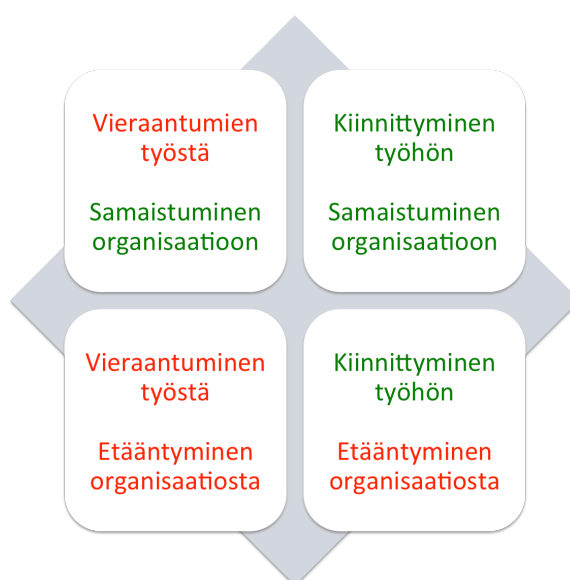 Vieraantumien
työstä
Samaistuminen
organisaatioon
Kiinnittyminen
työhön
Samaistuminen
organisaatioon
Vieraantuminen
työstä
Etääntyminen
organisaatiosta
Kiinnittyminen
työhön
Etääntyminen
organisaatiosta